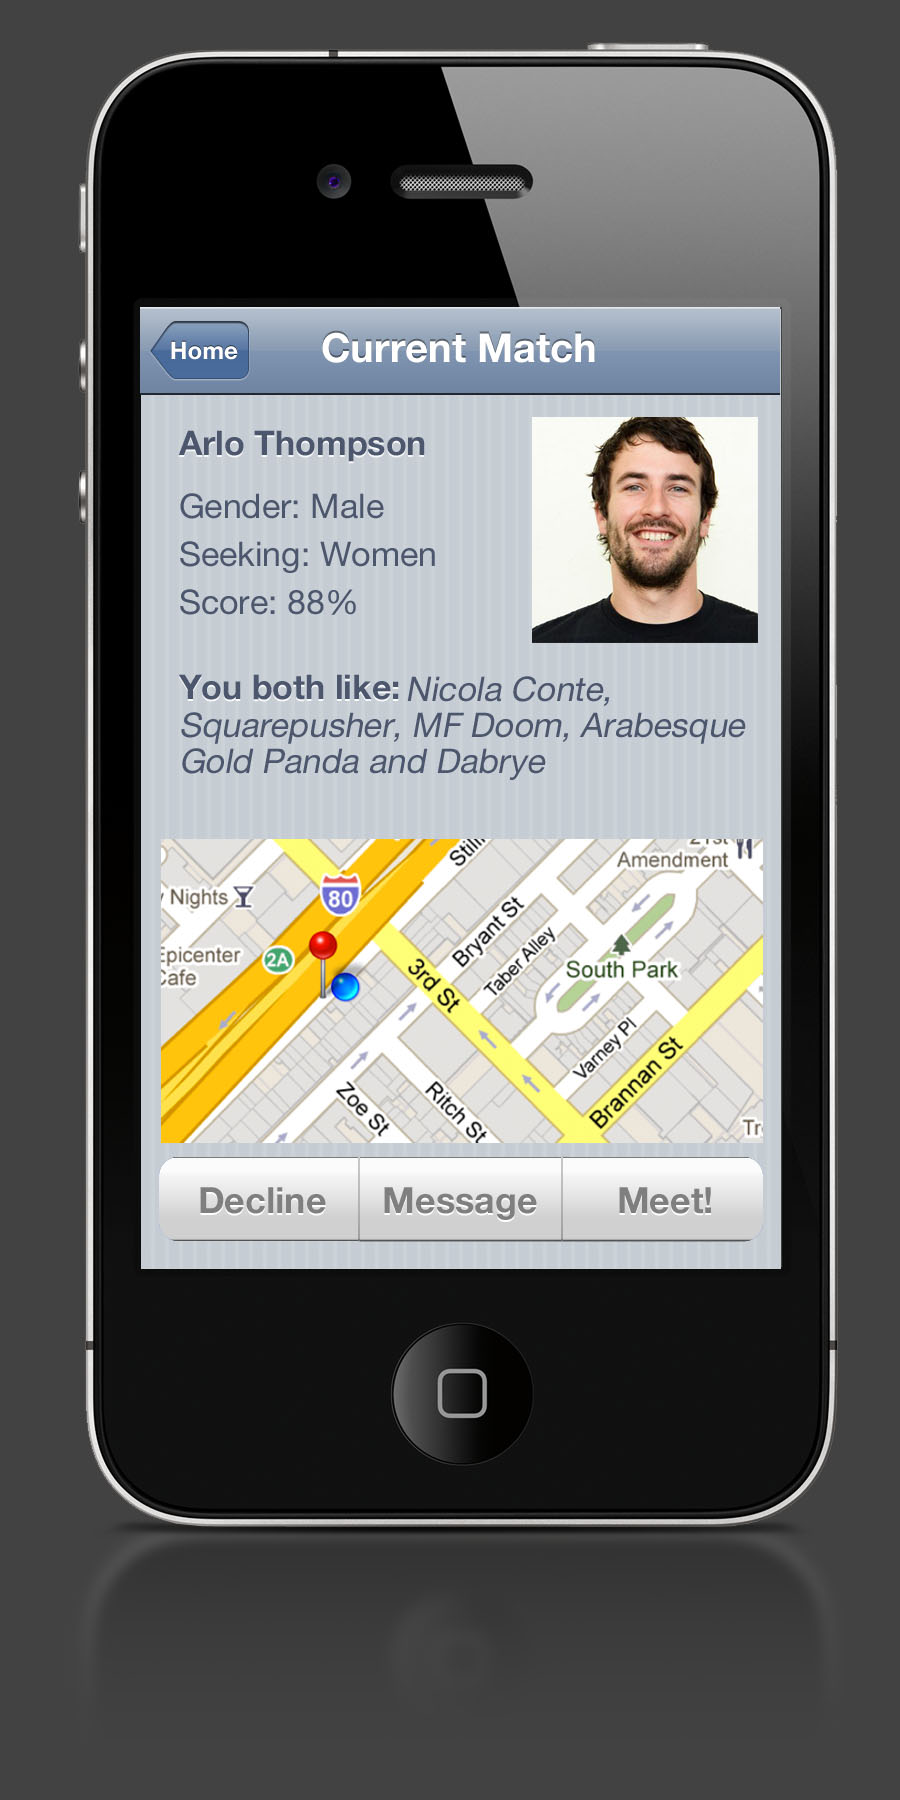 Home
Current Match
Arlo Thompson
Gender: Male
Seeking: Women
Score: 88%
You both like: Nicola Conte,
Squarepusher, MF Doom, Arabesque
Gold Panda and Dabrye
21st
Amendment
Nights
80
Epicenter
Cafe
2A
3rd St
Bryant St
Taber Alley
South Park
Varney Pl
Brannan St
Zoe St
Ritch St
Decline
Message
Meet!